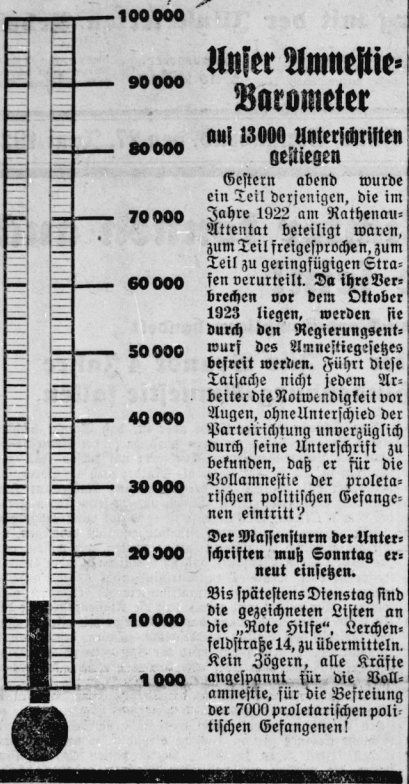 100 000
90 000
80 000
70 000
60 000
50 000
40 000
30 000
20 000
10 000
1 000
Unser Amnestie-
Barometer
auf 13 000 Unterschriften
gestiegen
Gestern abend wurde
ein Teil derjenigen, die im
Jahre 1922 am Rathenau-
Attentat beteiligt waren,
zum Teil freigesprochen, zum
Teil zu geringfügigen Stra-
fen verurteilt. Da ihre Ver-
brechen vor dem Oktober
1923 liegen, werden sie
durch den Regierungsent-
wurf des Amnestiegesetzes
befreit werden. Führt diese
Tatsache nicht jedem Ar-
beiter die Notwendigkeit vor
Augen, ohne Unterschied der
Parteirichtung unverzüglich
durch seine Unterschrift zu
bekunden, daß er für die
Vollamnestie der proleta-
rischen politischen Gefange-
nen eintritt?
Der Massensturm der Unter-
schriften muß Sonntag er-
neut einsetzen.
Bis spätestens Dienstag sind
die gezeichneten Listen an
die „Rote Hilfe“, Lerchen-
feldstraße 14, zu übermitteln.
Kein Zögern, alle Kräfte
angespannt für die Voll-
amnestie, für die Befreiung
der 7000 proletarischen poli-
tischen Gefangenen!